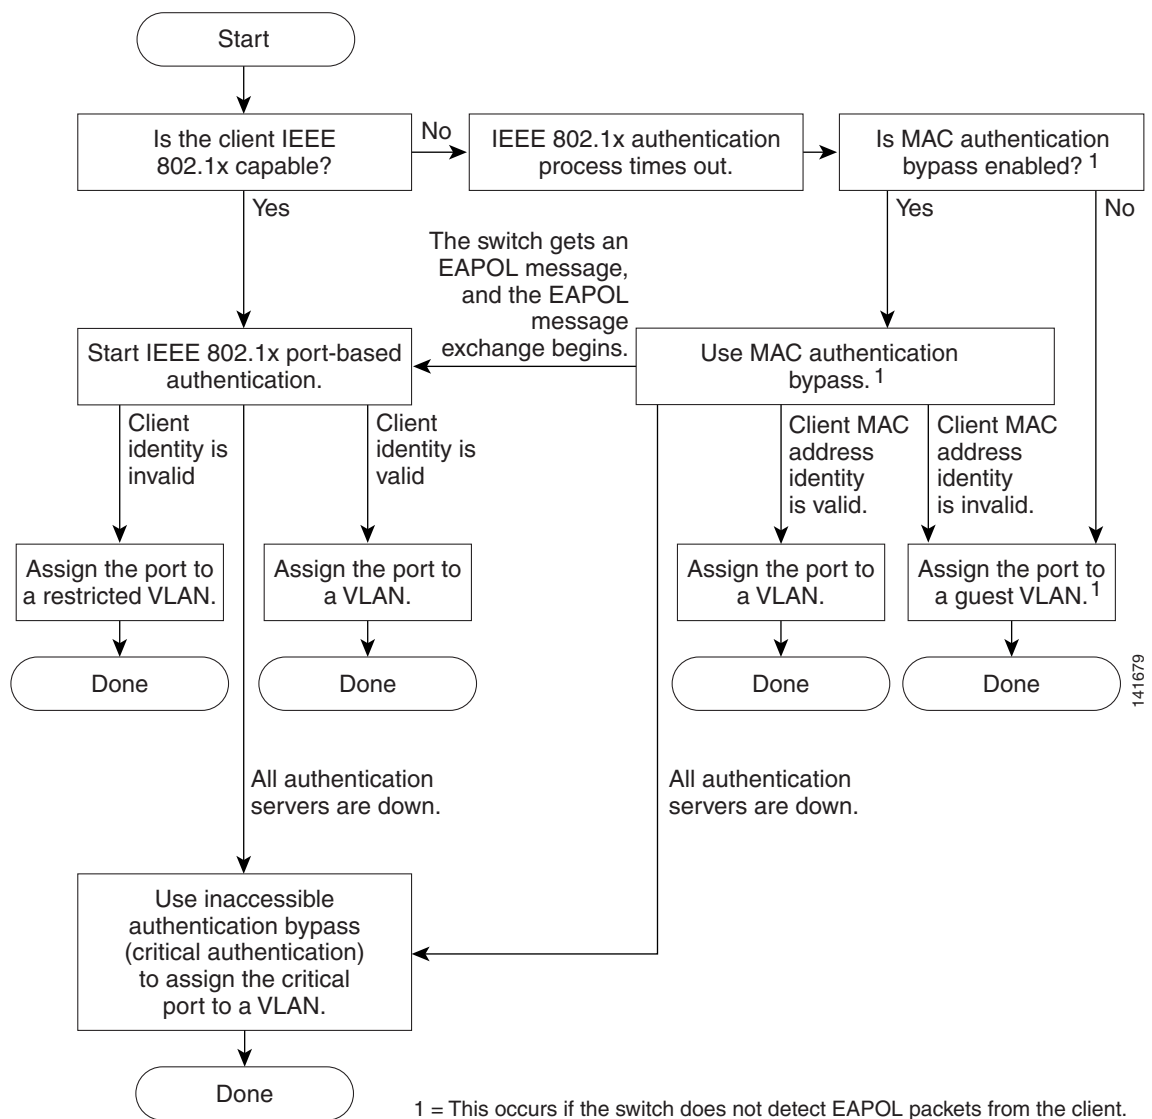 Start
Is the client IEEE
802.1x capable?
No
IEEE 802.1x authentication
process times out.
Is MAC authentication
bypass enabled? 1
Yes
Yes
No
The switch gets an
EAPOL message,
and the EAPOL
message
exchange begins.
Start IEEE 802.1x port-based
authentication.
Use MAC authentication
bypass. 1
Client
identity is
invalid
Client
identity is
valid
Client MAC
address
identity
is valid.
Client MAC
address
identity
is invalid.
Assign the port to
a restricted VLAN.
Assign the port to
a VLAN.
Assign the port to
a VLAN.
Assign the port to
a guest VLAN. 1
Done
Done
Done
Done
141679
All authentication
servers are down.
All authentication
servers are down.
Use inaccessible
authentication bypass
(critical authentication)
to assign the critical
port to a VLAN.
Done
1 = This occurs if the switch does not detect EAPOL packets from the client.